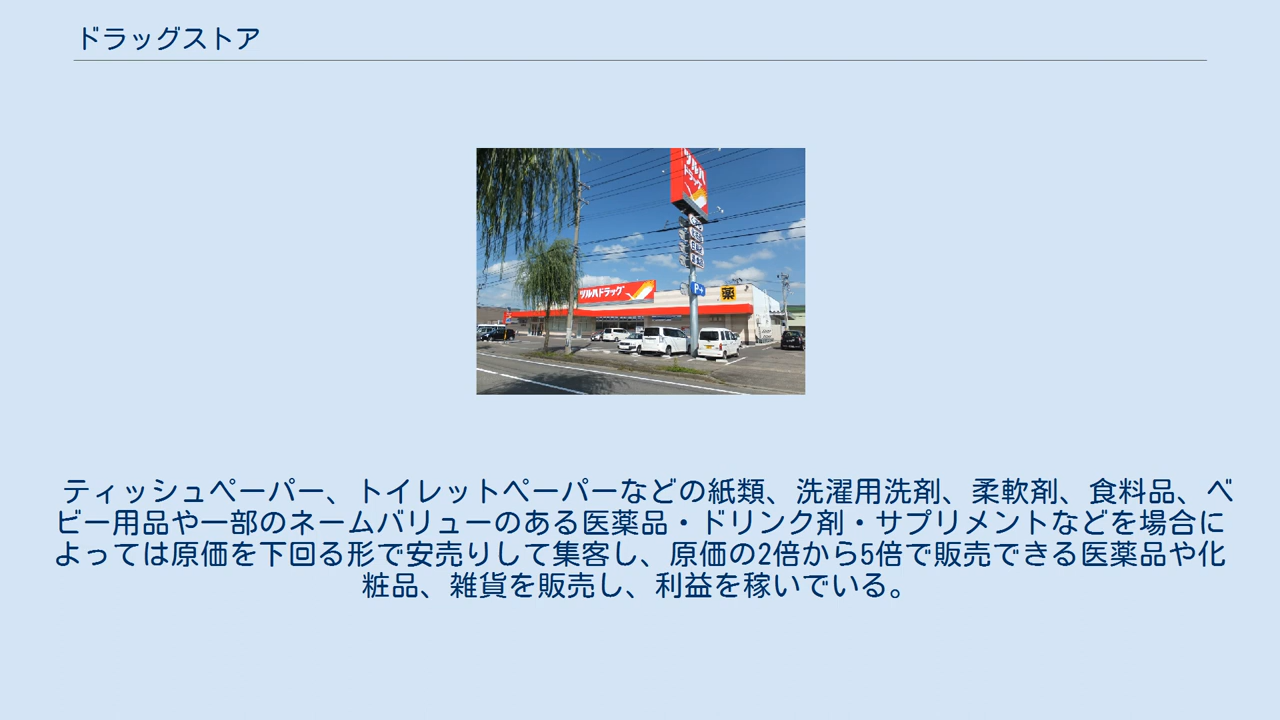 ドラッグストア
ツルハ
ドラッグ
ツルハドラッグ
薬
P
ティッシュペーパー、トイレットペーパーなどの紙類、洗濯用洗剤、柔軟剤、食料品、ベ
ビー用品や一部のネームバリューのある医薬品・ドリンク剤・サプリメントなどを場合に
よっては原価を下回る形で安売りして集客し、原価の2倍から5倍で販売できる医薬品や化
粧品、雑貨を販売し、利益を稼いでいる。